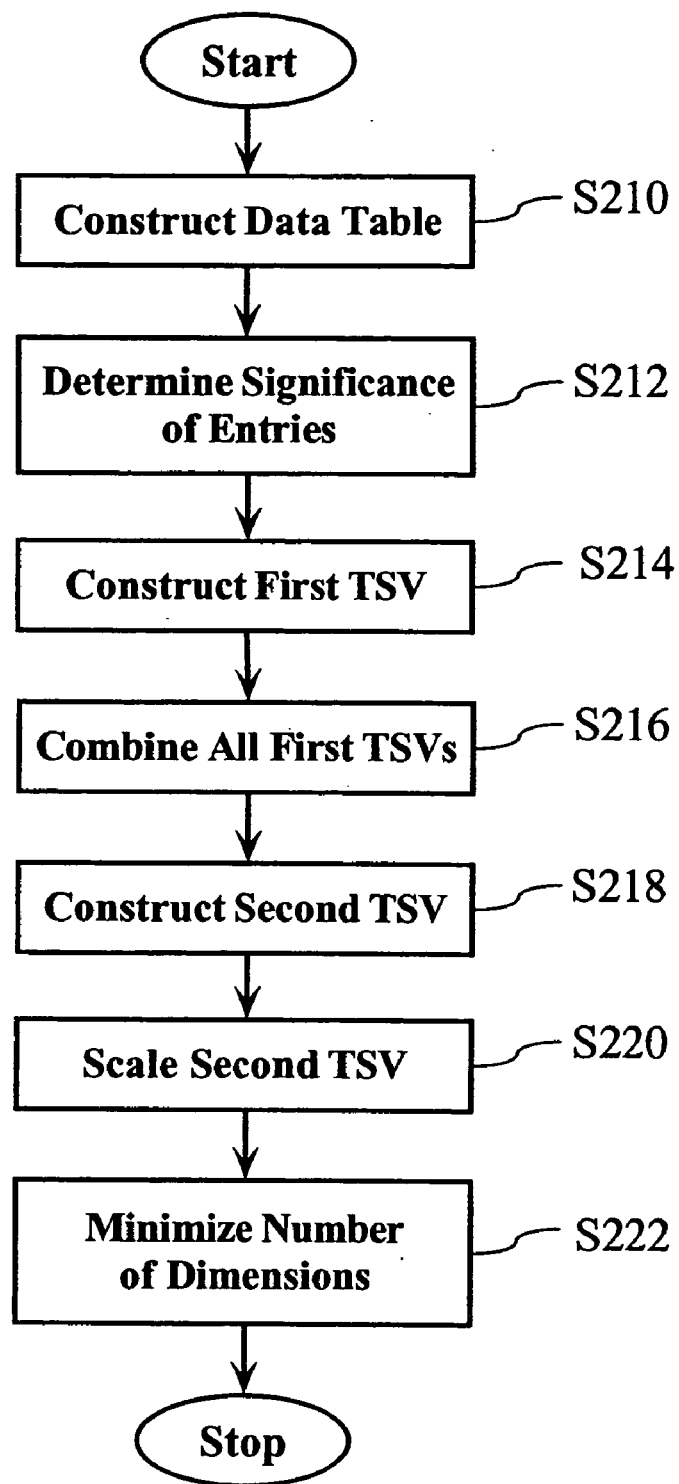 Start
Construct Data Table
S210
Determine Significance
of Entries
S212
Construct First TSV
S214
Combine All First TSVs
S216
Construct Second TSV
S218
Scale Second TSV
S220
Minimize Number
of Dimensions
S222
Stop